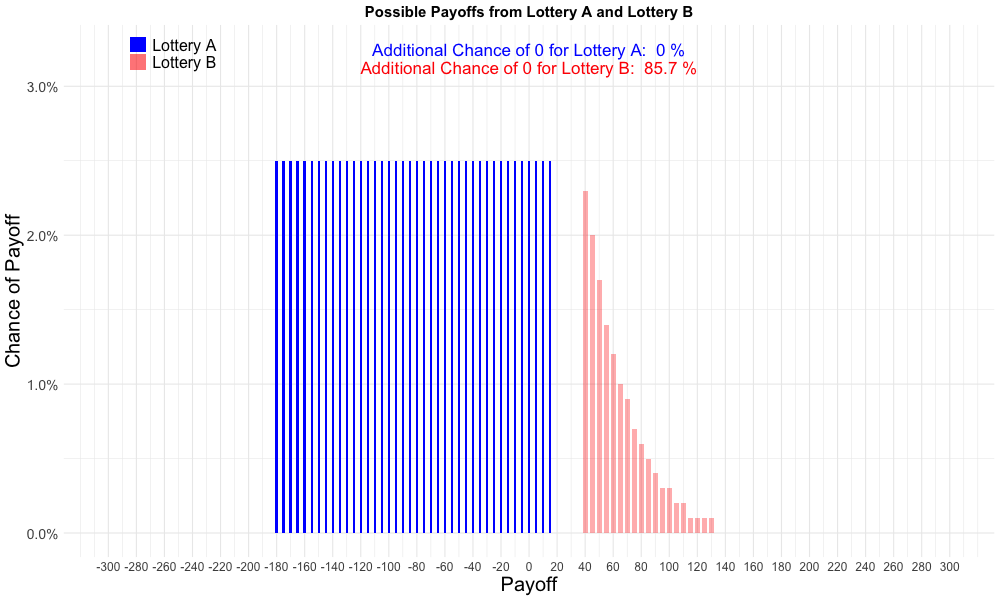 Possible Payoffs from Lottery A and Lottery B
Lottery A
Lottery B
Additional Chance of 0 for Lottery A:  0 %
Additional Chance of 0 for Lottery B:  85.7 %
Chance of Payoff
3.0%
2.0%
1.0%
0.0%
-300 -280 -260 -240 -220 -200 -180 -160 -140 -120 -100 -80 -60 -40 -20 0 20 40 60 80 100 120 140 160 180 200 220 240 260 280 300
Payoff